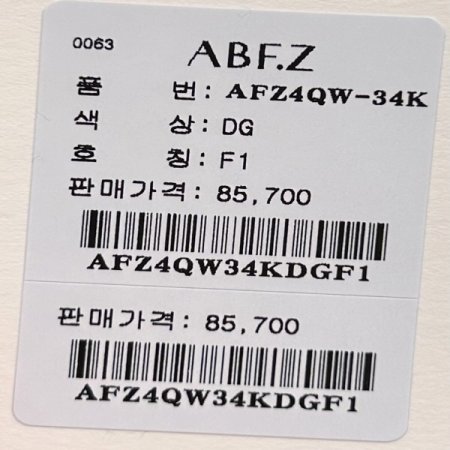 0063
ABF.Z
품 번: AFZ4QW-34K
색 상: DG
호 칭: F1
판매가격: 85,700
AFZ4QW34KDGF1
판매가격: 85,700
AFZ4QW34KDGF1